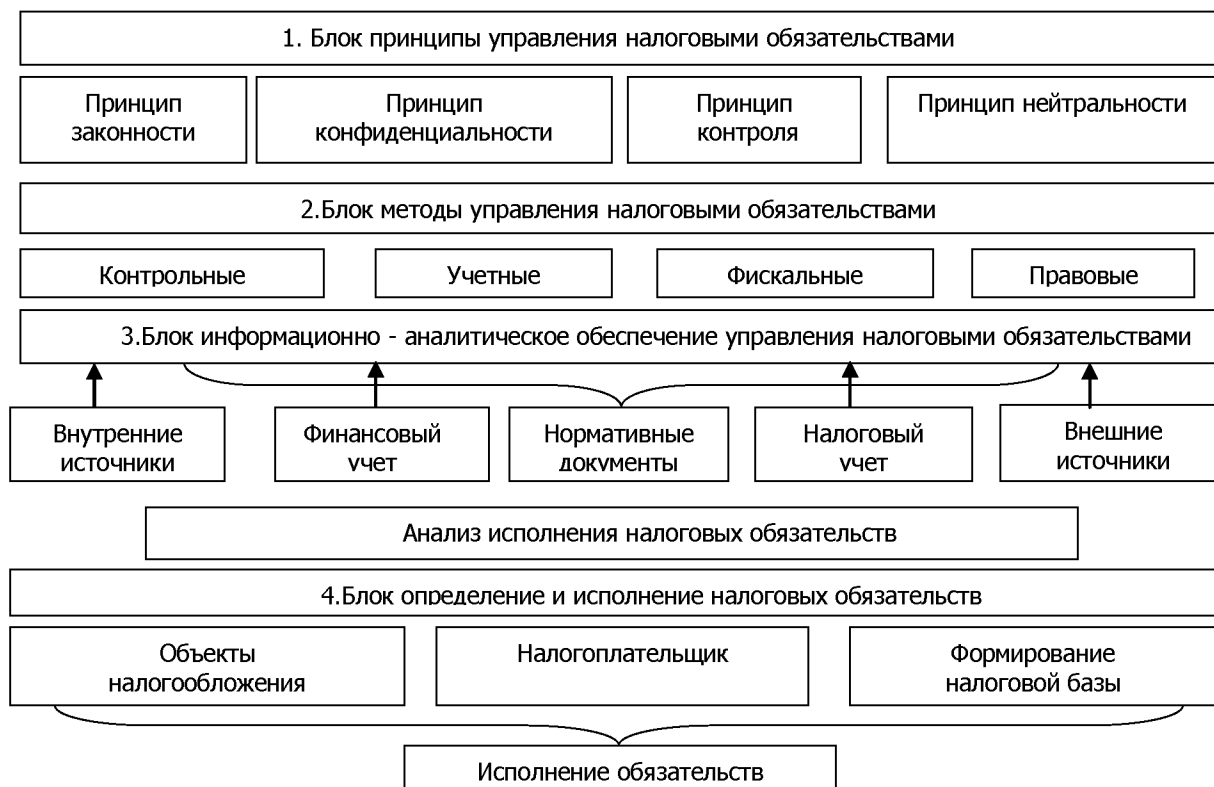 1. Блок принципы управления налоговыми обязательствами
Принцип
законности
Принцип
конфиденциальности
Принцип
контроля
Принцип нейтральности
2.Блок методы управления налоговыми обязательствами
Контрольные
Учетные
Фискальные
Правовые
3.Блок информационно - аналитическое обеспечение управления налоговыми обязательствами
Внутренние
источники
Финансовый
учет
Нормативные
документы
Налоговый
учет
Внешние
источники
Анализ исполнения налоговых обязательств
4.Блок определение и исполнение налоговых обязательств
Объекты
налогообложения
Налогоплательщик
Формирование
налоговой базы
Исполнение обязательств